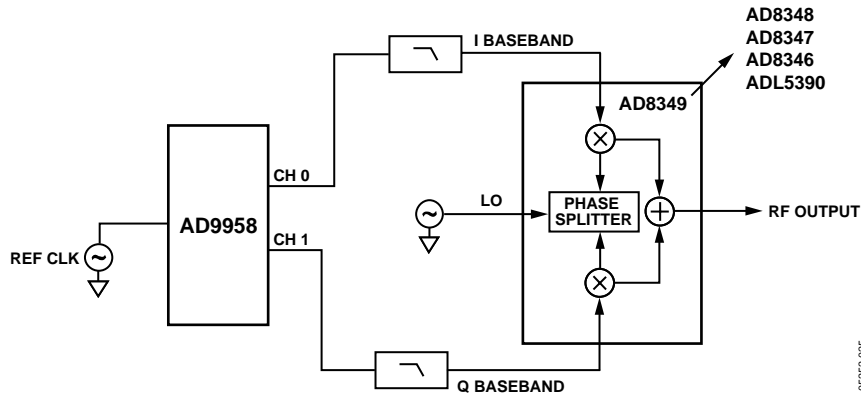 AD8348
AD8347
AD8346
ADL5390
I BASEBAND
AD8349
CH 0
AD9958
LO
PHASE
SPLITTER
RF OUTPUT
REF CLK
CH 1
Q BASEBAND